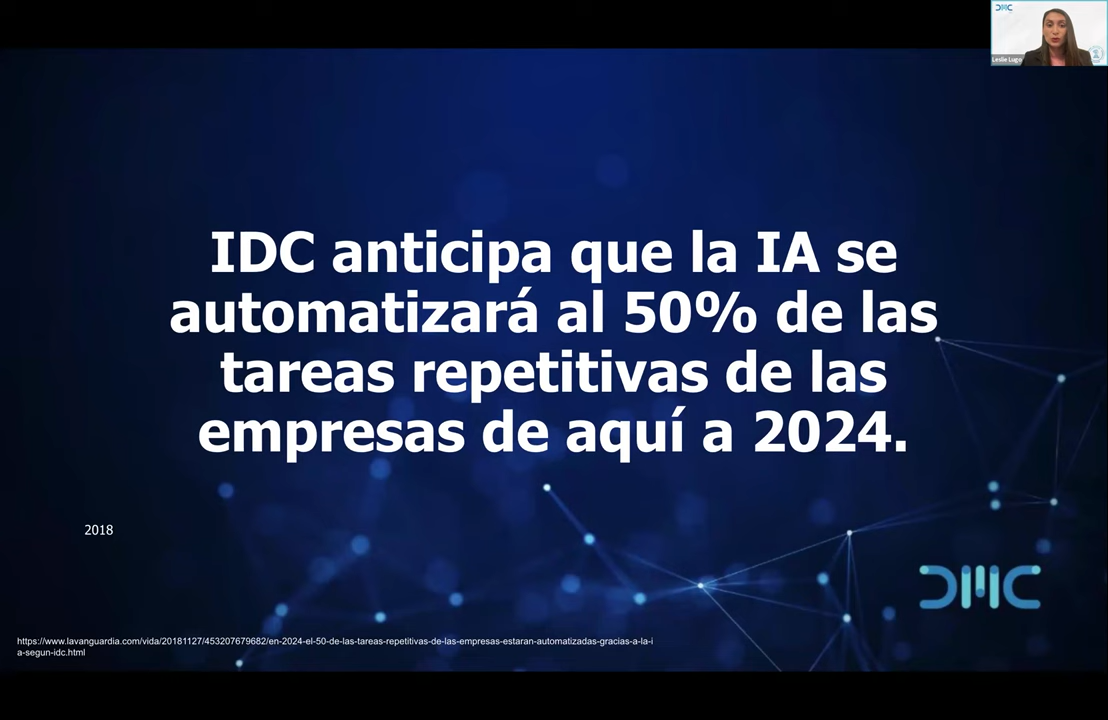 DMC
Leslie Lugo
IDC anticipa que la IA se
automatizará al 50% de las
tareas repetitivas de las
empresas de aquí a 2024.
2018
DMC
https://www.lavanguardia.com/vida/20181127/453207679682/en-2024-el-50-de-las-tareas-repetitivas-de-las-empresas-estaran-automatizadas-gracias-a-la-i
a-segun-idc.html